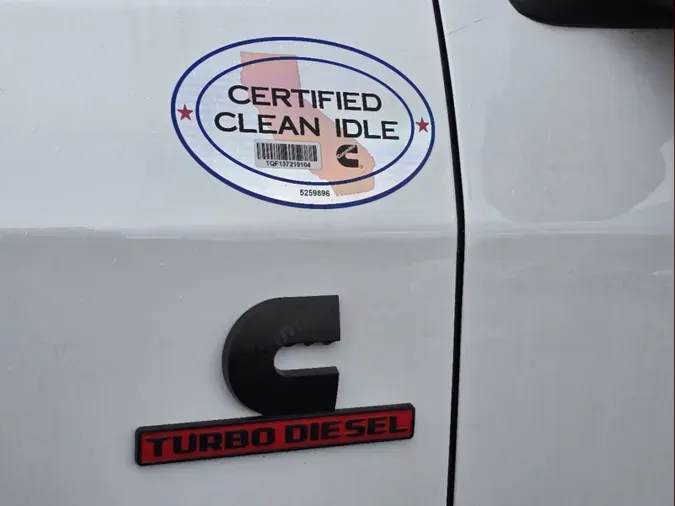 CERTIFIED
CLEAN IDLE
TQF137219104
5259896
TURBO DIESEL